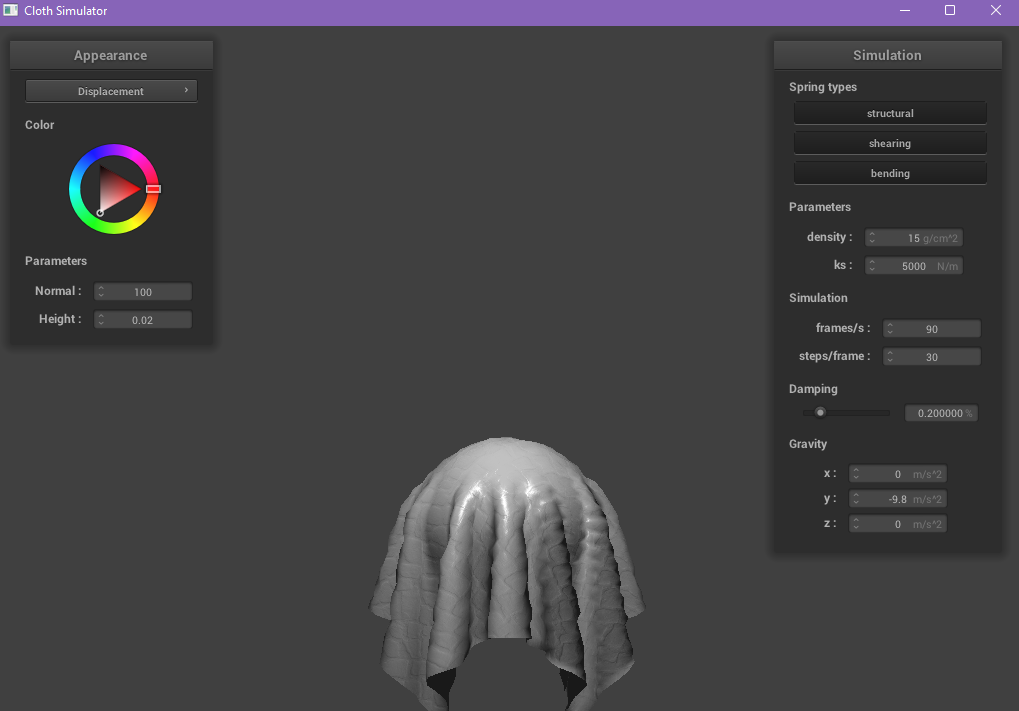 Cloth Simulator
Appearance
Displacement
Color
Parameters
Normal : 100
Height : 0.02
Simulation
Spring types
structural
shearing
bending
Parameters
density : 15 g/cm^2
ks : 5000 N/m
Simulation
frames/s : 90
steps/frame : 30
Damping
0.200000 %
Gravity
x : 0 m/s^2
y : -9.8 m/s^2
z : 0 m/s^2